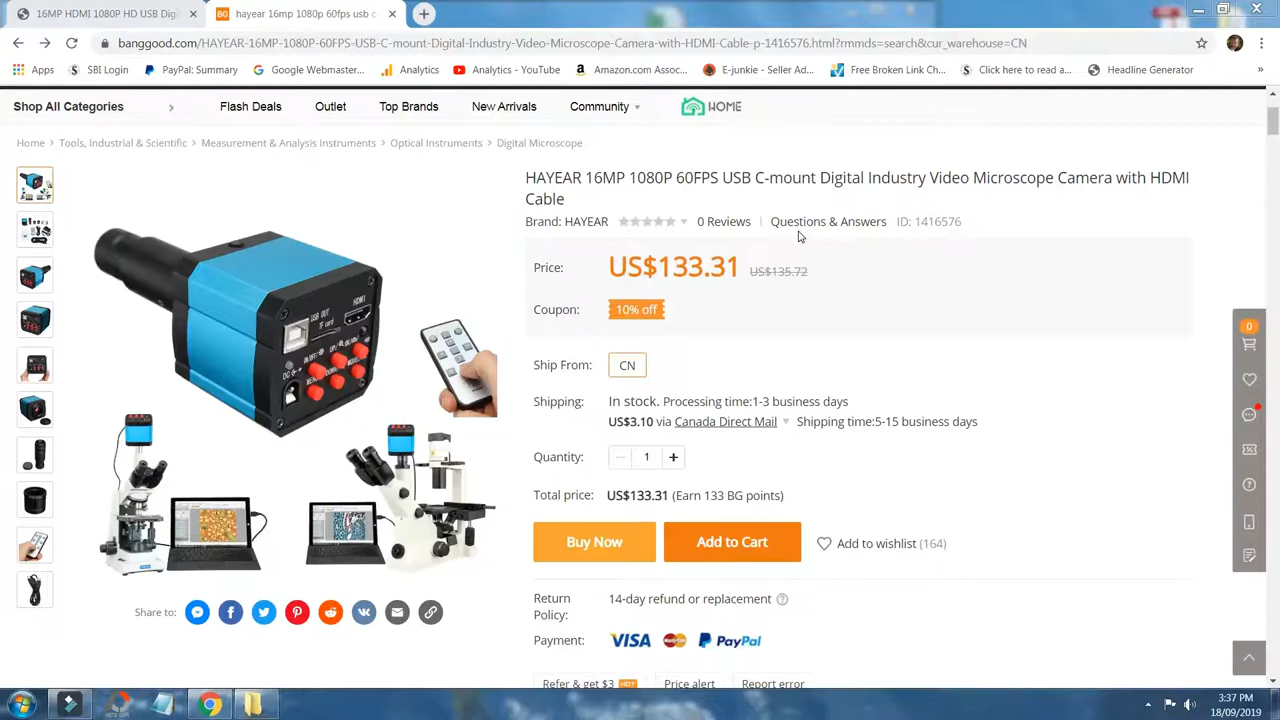 16MP HDMI 1080P HD USB Digi
hayear 16mp 1080p 60fps usb c
banggood.com/HAYEAR-16MP-1080P-60FPS-USB-C-mount-Digital-Industry-Video-Microscope-Camera-with-HDMI-Cable-p-1416576.html?rmmds=search&cur_warehouse=CN
Apps SBI Login PayPal: Summary Google Webmaster... Analytics Analytics - YouTube Amazon.com Assoc... E-junkie - Seller Ad... Free Broken Link Ch... Click here to read a... Headline Generator
Shop All Categories Flash Deals Outlet Top Brands New Arrivals Community HOME
Home > Tools, Industrial & Scientific > Measurement & Analysis Instruments > Optical Instruments > Digital Microscope
HAYEAR 16MP 1080P 60FPS USB C-mount Digital Industry Video Microscope Camera with HDMI
Cable
Brand: HAYEAR 0 Reviews Questions & Answers ID: 1416576
Price: US$133.31 US$135.72
Coupon: 10% off
HDMI
USB OUT
TF card
DC
Ship From: CN
Shipping: In stock. Processing time:1-3 business days
US$3.10 via Canada Direct Mail Shipping time:5-15 business days
Quantity: 1
Total price: US$133.31 (Earn 133 BG points)
Buy Now Add to Cart Add to wishlist (164)
0
Share to:
Return
Policy:
14-day refund or replacement
Payment: VISA PayPal
Refer & get $3 HOT Price alert Report error
3:37 PM
18/09/2019